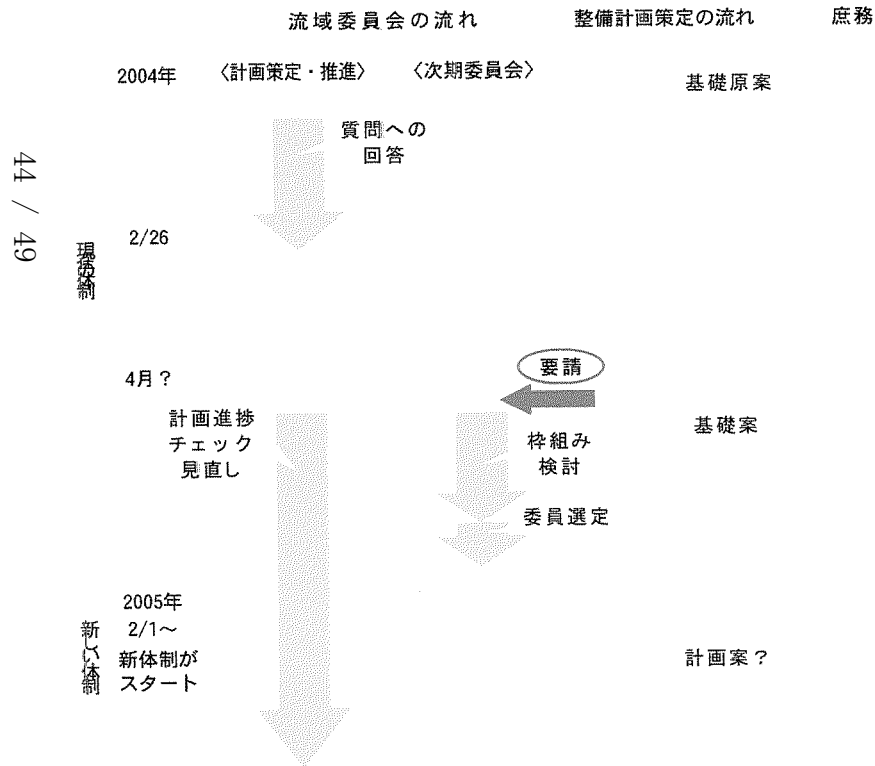 流域委員会の流れ
整備計画策定の流れ
庶務
2004年
〈計画策定・推進〉
〈次期委員会〉
基礎原案
質問への
回答
44 / 49
2/26
現在の体制
要請
4月？
計画進捗
チェック
見直し
基礎案
枠組み
検討
委員選定
2005年
2/1～
新体制が
スタート
新しい体制
計画案？